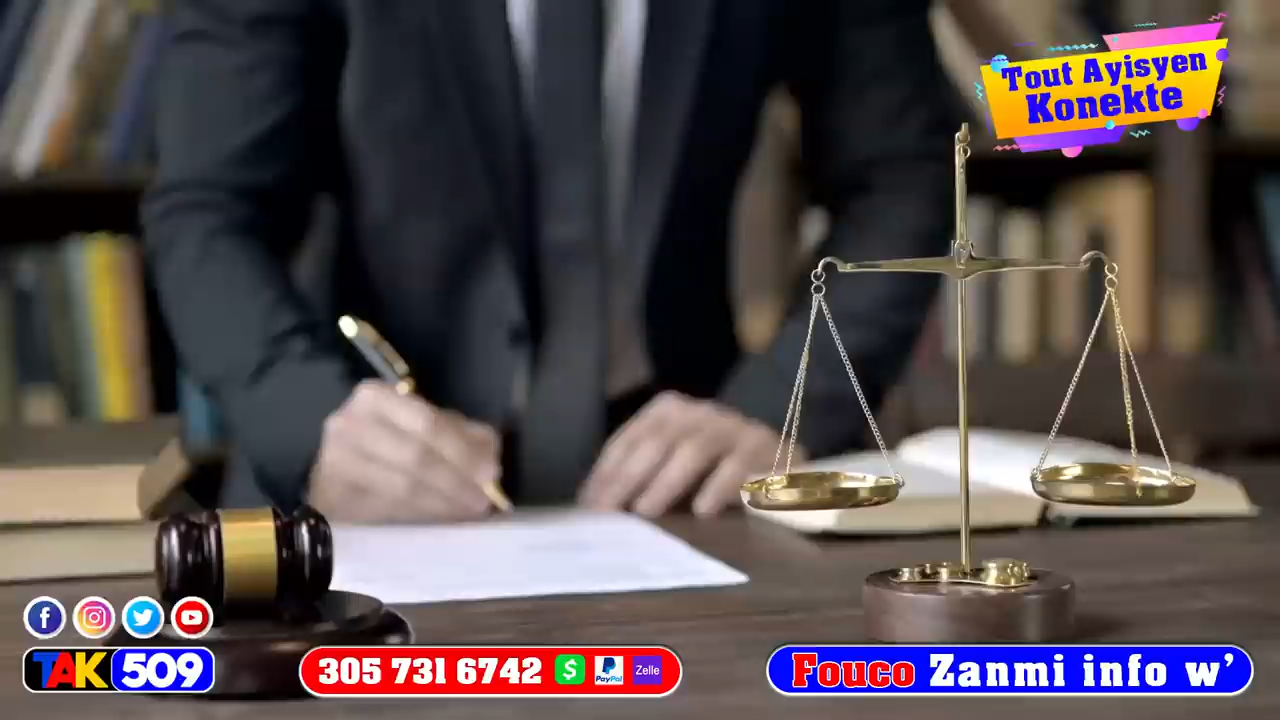 Tout Ayisyen
Konekte
TAK 509
305 731 6742
PayPal
Zelle
Fouco Zanmi info w'